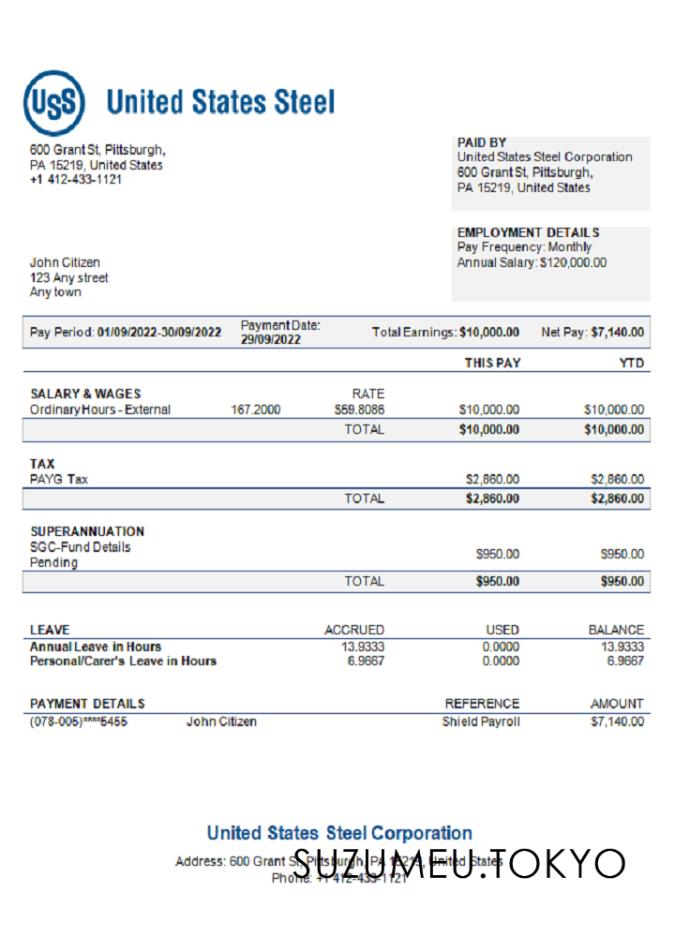 USS United States Steel
600 Grant St, Pittsburgh,
PA 15219, United States
+1 412-433-1121
PAID BY
United States Steel Corporation
600 Grant St, Pittsburgh,
PA 15219, United States
EMPLOYMENT DETAILS
Pay Frequency: Monthly
Annual Salary: $120,000.00
John Citizen
123 Any street
Any town
Pay Period: 01/09/2022-30/09/2022 Payment Date: 29/09/2022 Total Earnings: $10,000.00 Net Pay: $7,140.00
THIS PAY YTD
SALARY & WAGES RATE
Ordinary Hours - External 167.2000 $59.8086 $10,000.00 $10,000.00
TOTAL $10,000.00 $10,000.00
TAX
PAYG Tax $2,860.00 $2,860.00
TOTAL $2,860.00 $2,860.00
SUPERANNUATION
SGC-Fund Details
Pending $950.00 $950.00
TOTAL $950.00 $950.00
LEAVE ACCRUED USED BALANCE
Annual Leave in Hours 13.9333 0.0000 13.9333
Personal/Carer's Leave in Hours 6.9667 0.0000 6.9667
PAYMENT DETAILS REFERENCE AMOUNT
(078-005)****5455 John Citizen Shield Payroll $7,140.00
United States Steel Corporation
Address: 600 Grant St, Pittsburgh, PA 15219, United States
SUZUMEU.TOKYO
Phone: +1 412-433-1121